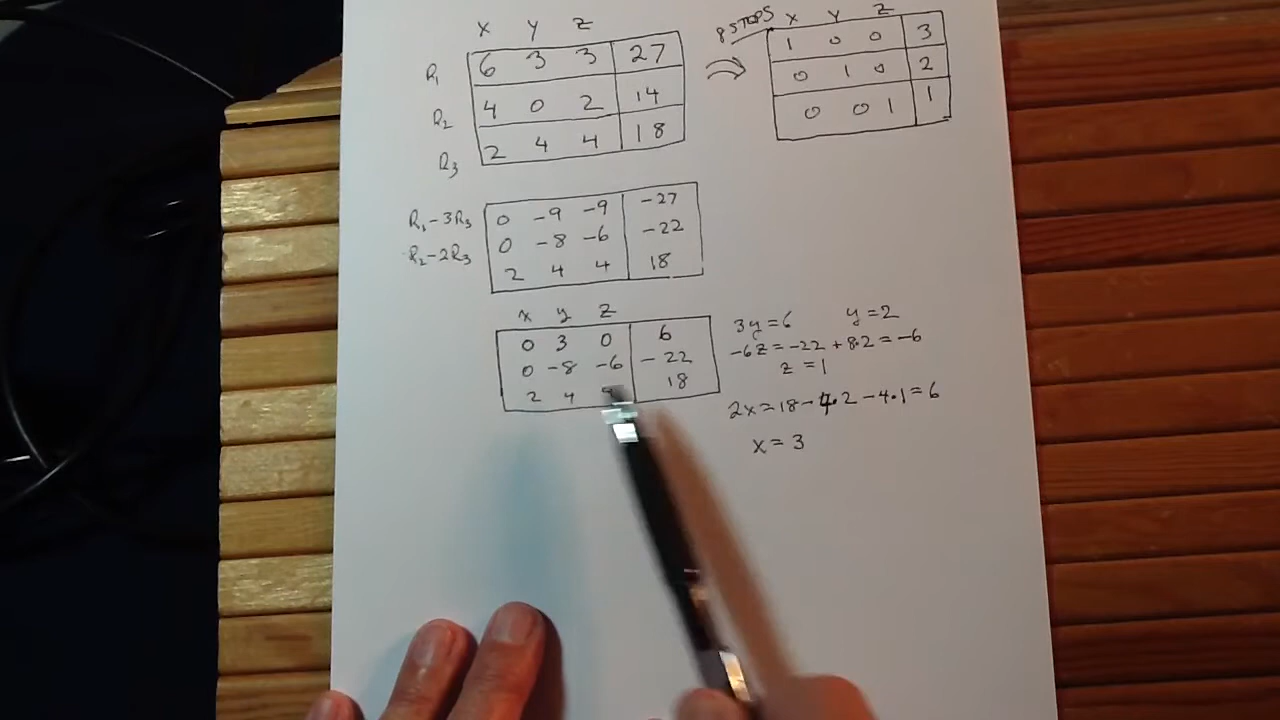 x y z
R1 6 3 3 27
R2 4 0 2 14
R3 2 4 4 18
8 STEPS ⇒
x y z
1 0 0 3
0 1 0 2
0 0 1 1
R1-3R3 0 -9 -9 -27
R2-2R3 0 -8 -6 -22
2 4 4 18
x y z
0 3 0 6
0 -8 -6 -22
2 4 18
3y=6 y=2
-6z=-22+8•2=-6
z=1
2x=18-4•2-4•1=6
x=3